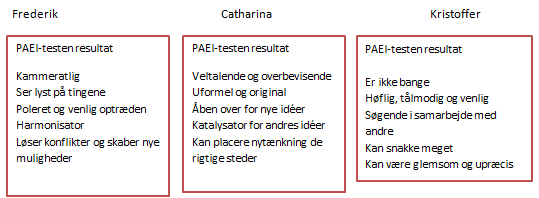 Frederik
Catharina
Kristoffer
PAEI-testen resultat
Kammeratlig
Ser lyst på tingene
Poleret og venlig optræden
Harmonisator
Løser konflikter og skaber nye
muligheder
PAEI-testen resultat
Veltalende og overbevisende
Uformel og original
Åben over for nye idéer
Katalysator for andres idéer
Kan placere nytænkning de
rigtige steder
PAEI-testen resultat
Er ikke bange
Høflig, tålmodig og venlig
Søgende i samarbejde med
andre
Kan snakke meget
Kan være glemsom og upræcis